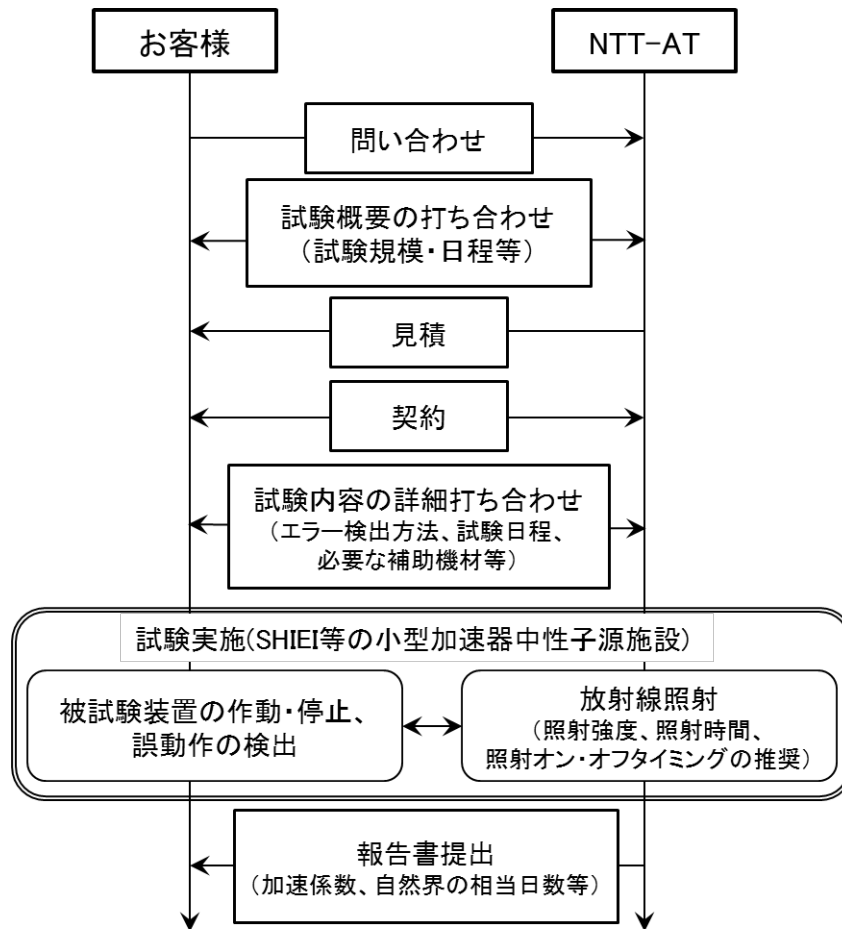 お客様
NTT-AT
問い合わせ
試験概要の打ち合わせ
（試験規模・日程等）
見積
契約
試験内容の詳細打ち合わせ
（エラー検出方法、試験日程、
必要な補助機材等）
試験実施(SHIEI等の小型加速器中性子源施設)
被試験装置の作動・停止、
誤動作の検出
放射線照射
（照射強度、照射時間、
照射オン・オフタイミングの推奨）
報告書提出
（加速係数、自然界の相当日数等）